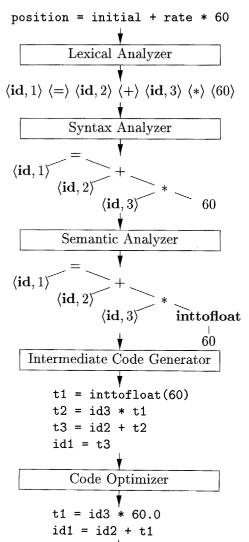 position = initial + rate * 60
Lexical Analyzer
⟨id, 1⟩ ⟨=⟩ ⟨id, 2⟩ ⟨+⟩ ⟨id, 3⟩ ⟨*⟩ ⟨60⟩
Syntax Analyzer
=
⟨id, 1⟩ +
⟨id, 2⟩ *
⟨id, 3⟩ 60
Semantic Analyzer
=
⟨id, 1⟩ +
⟨id, 2⟩ *
⟨id, 3⟩ inttofloat
60
Intermediate Code Generator
t1 = inttofloat(60)
t2 = id3 * t1
t3 = id2 + t2
id1 = t3
Code Optimizer
t1 = id3 * 60.0
id1 = id2 + t1